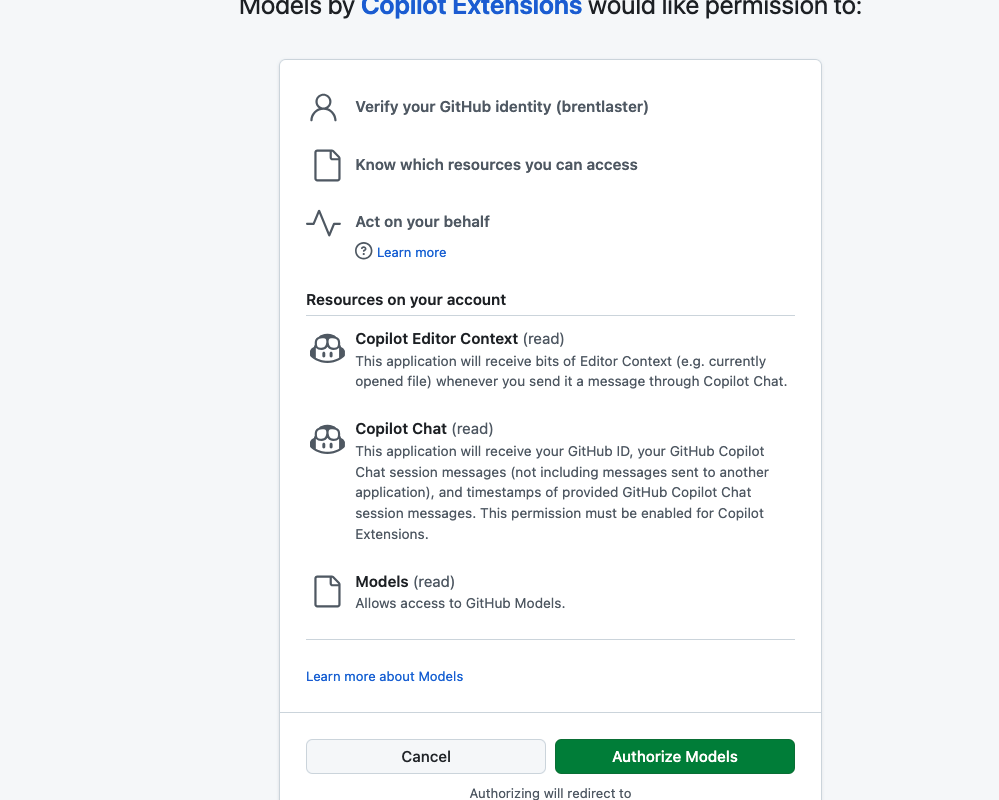 Models by Copilot Extensions would like permission to:
Verify your GitHub identity (brentlaster)
Know which resources you can access
Act on your behalf
Learn more
Resources on your account
Copilot Editor Context (read)
This application will receive bits of Editor Context (e.g. currently
opened file) whenever you send it a message through Copilot Chat.
Copilot Chat (read)
This application will receive your GitHub ID, your GitHub Copilot
Chat session messages (not including messages sent to another
application), and timestamps of provided GitHub Copilot Chat
session messages. This permission must be enabled for Copilot
Extensions.
Models (read)
Allows access to GitHub Models.
Learn more about Models
Cancel
Authorize Models
Authorizing will redirect to